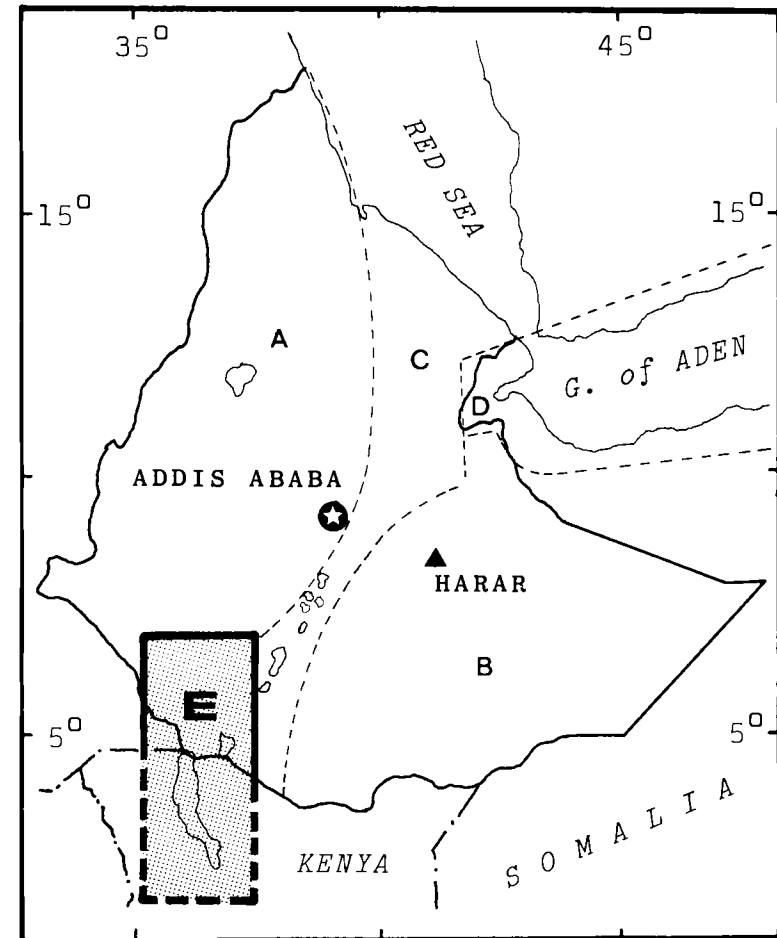 35° 45°
RED SEA
15° 15°
A
C
G. of ADEN
D
ADDIS ABABA
HARAR
B
E
5° 5°
KENYA
SOMALIA